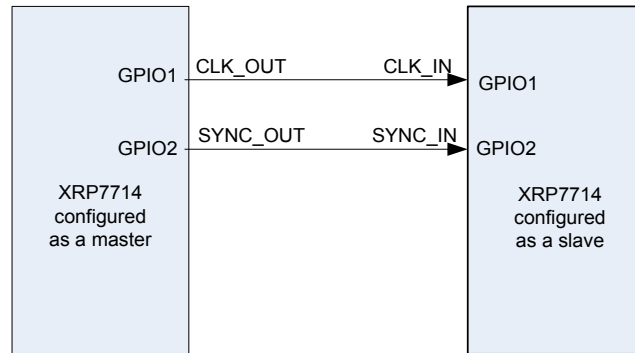 GPIO1 CLK_OUT CLK_IN GPIO1
GPIO2 SYNC_OUT SYNC_IN GPIO2
XRP7714
configured
as a master
XRP7714
configured
as a slave